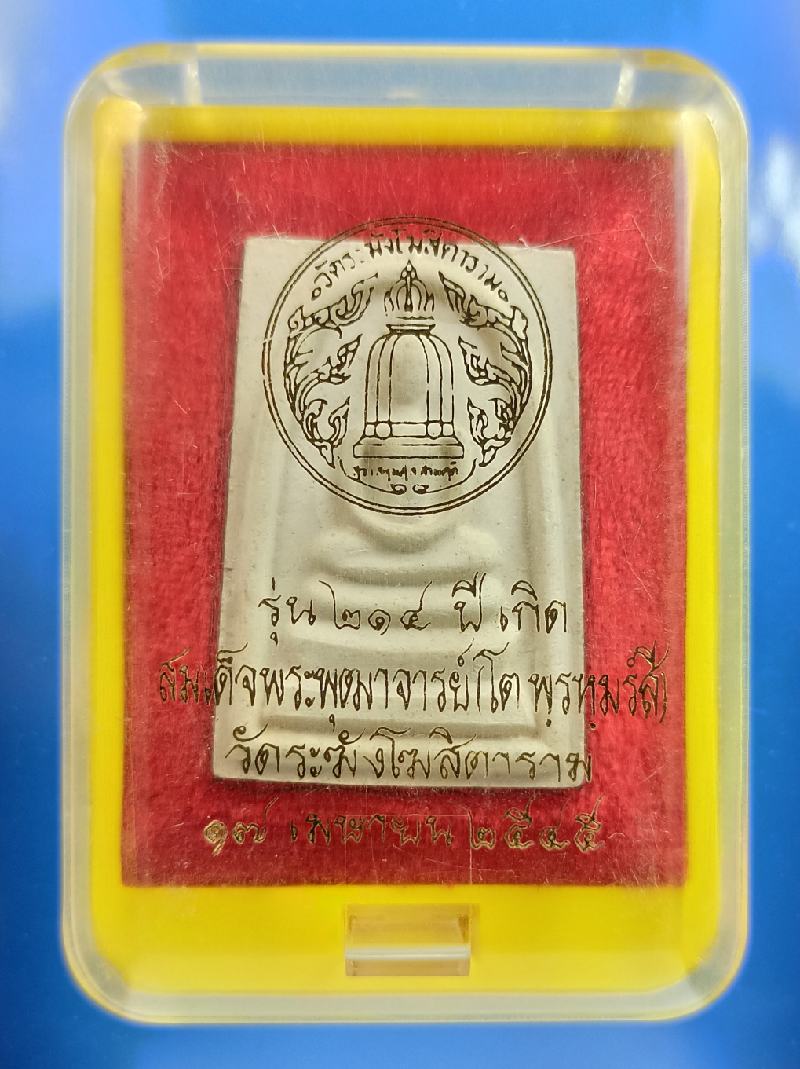 วัดระฆังโฆสิตาราม
รุ่น ๒๑๔ ปี เกิด
สมเด็จพระพุฒาจารย์(โต พฺรหฺมรํสี)
วัดระฆังโฆสิตาราม
๑๗ เมษายน ๒๕๔๕